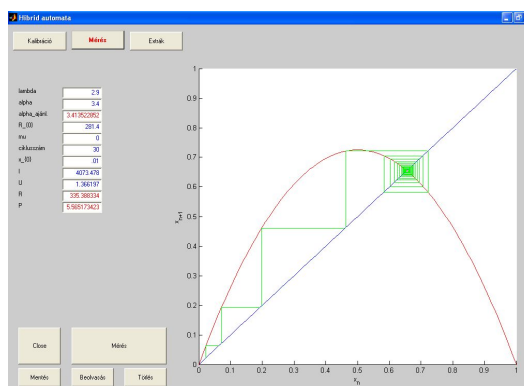 Hibrid automata
Kalibráció
Mérés
Extrák
lambda 2.9
alpha 3.4
alpha_ajánl. 3.413522852
R_(0) 281.4
mu 0
ciklusszám 30
x_(0) .01
I 4073.478
U 1.366197
R 335.388334
P 5.565173423
Close
Mérés
Mentés
Beolvasás
Törlés
1
0.9
0.8
0.7
0.6
0.5
0.4
0.3
0.2
0.1
0
x_{n+1}
0 0.1 0.2 0.3 0.4 0.5 0.6 0.7 0.8 0.9 1
x_n